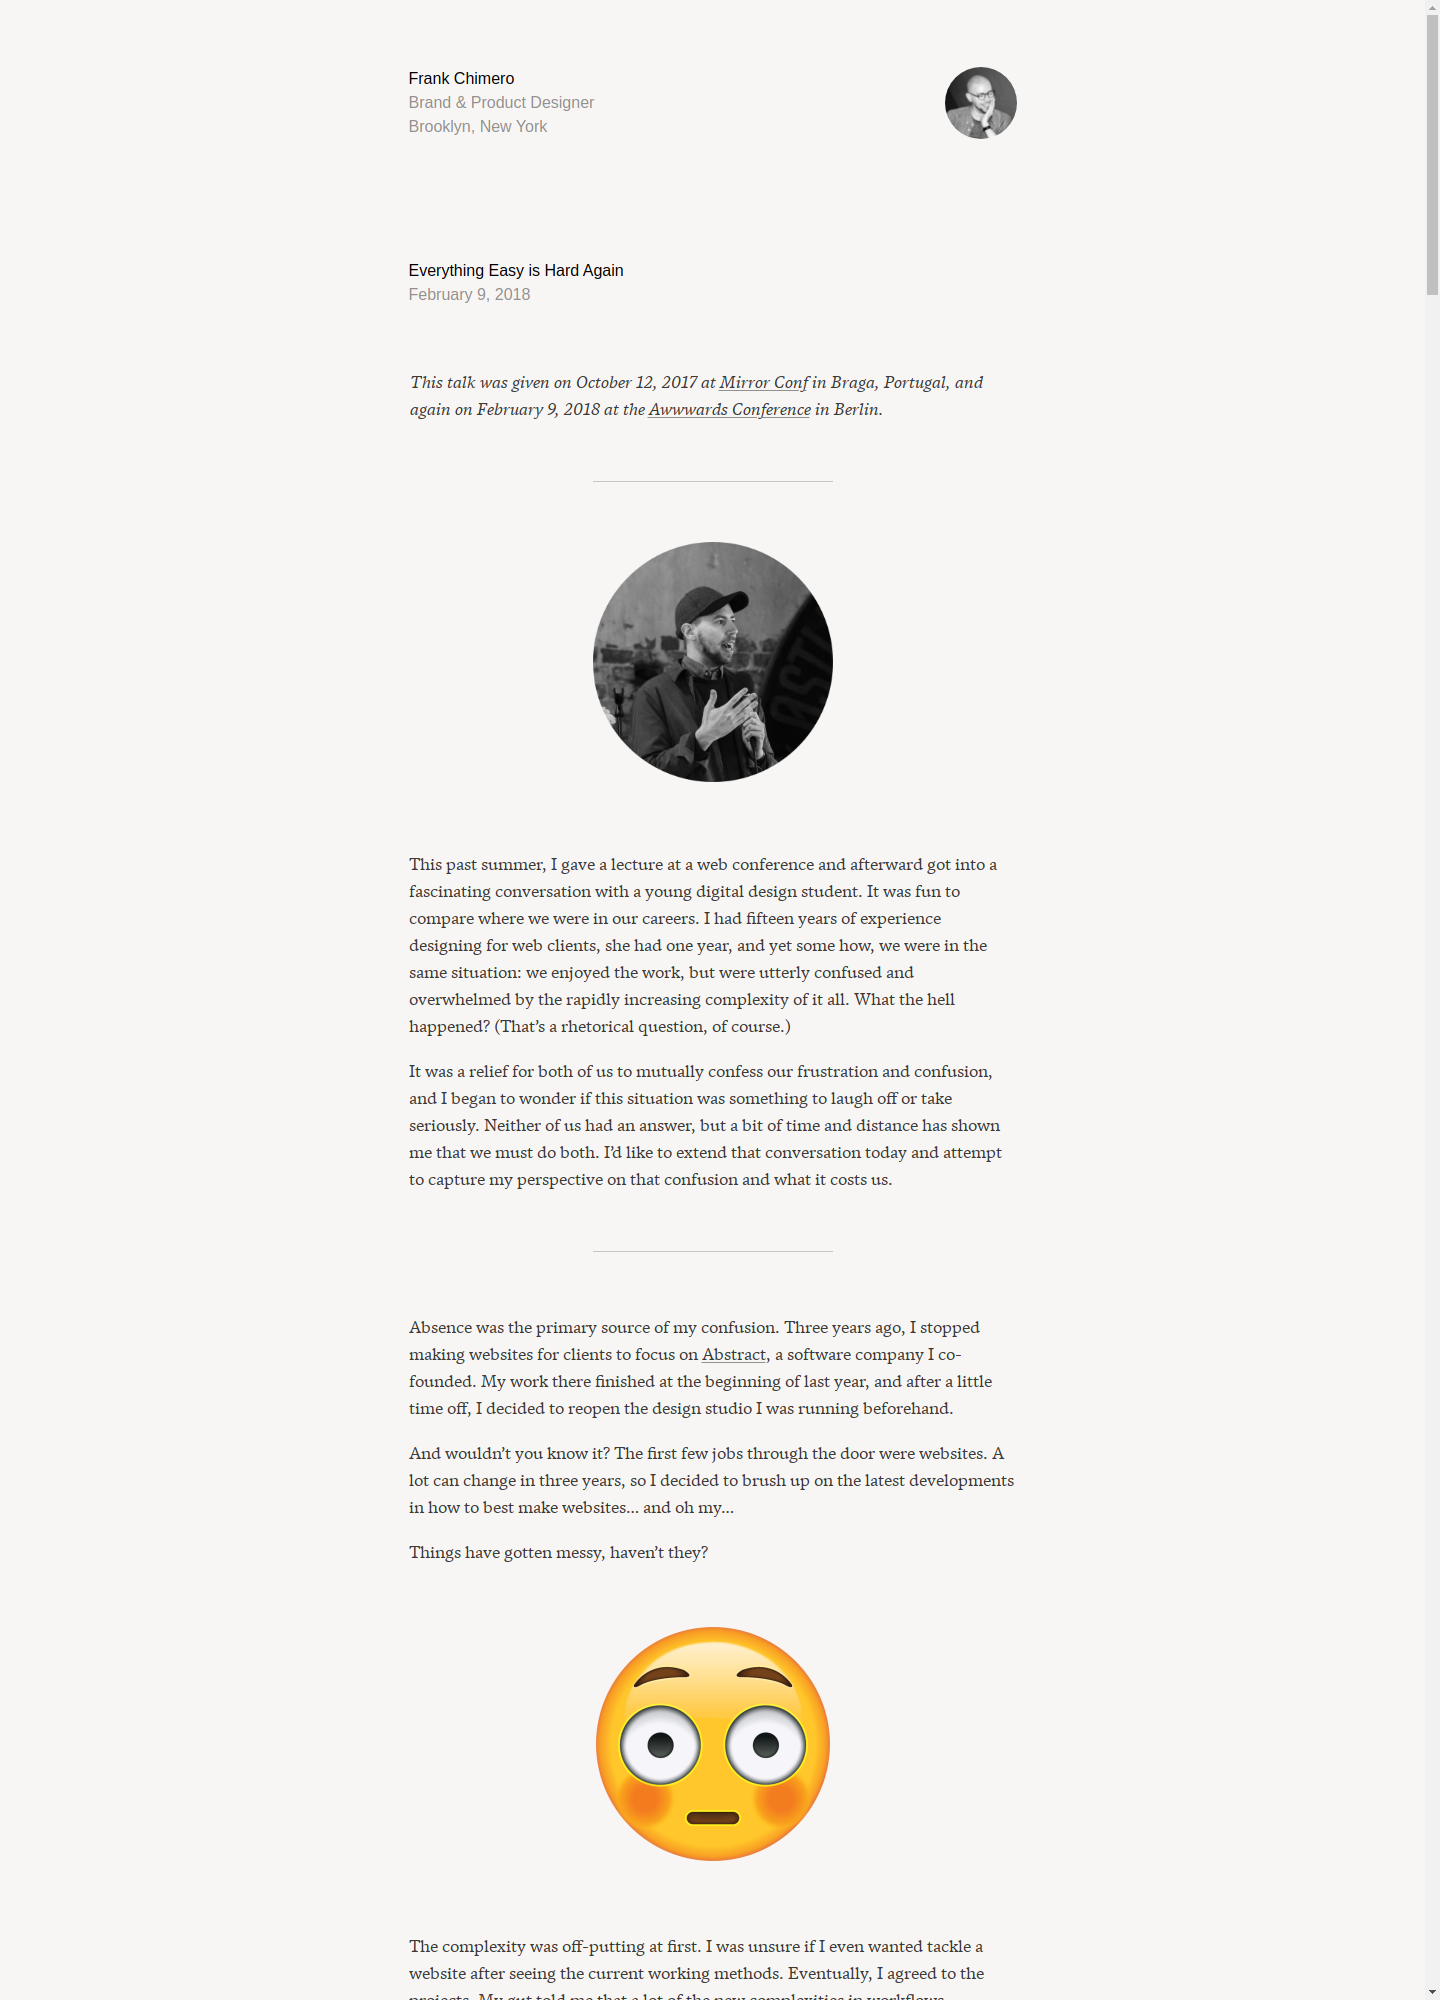 Frank Chimero
Brand & Product Designer
Brooklyn, New York
Everything Easy is Hard Again
February 9, 2018
This talk was given on October 12, 2017 at Mirror Conf in Braga, Portugal, and
again on February 9, 2018 at the Awwwards Conference in Berlin.
This past summer, I gave a lecture at a web conference and afterward got into a
fascinating conversation with a young digital design student. It was fun to
compare where we were in our careers. I had fifteen years of experience
designing for web clients, she had one year, and yet some how, we were in the
same situation: we enjoyed the work, but were utterly confused and
overwhelmed by the rapidly increasing complexity of it all. What the hell
happened? (That’s a rhetorical question, of course.)
It was a relief for both of us to mutually confess our frustration and confusion,
and I began to wonder if this situation was something to laugh off or take
seriously. Neither of us had an answer, but a bit of time and distance has shown
me that we must do both. I’d like to extend that conversation today and attempt
to capture my perspective on that confusion and what it costs us.
Absence was the primary source of my confusion. Three years ago, I stopped
making websites for clients to focus on Abstract, a software company I co-
founded. My work there finished at the beginning of last year, and after a little
time off, I decided to reopen the design studio I was running beforehand.
And wouldn’t you know it? The first few jobs through the door were websites. A
lot can change in three years, so I decided to brush up on the latest developments
in how to best make websites… and oh my…
Things have gotten messy, haven’t they?
The complexity was off-putting at first. I was unsure if I even wanted tackle a
website after seeing the current working methods. Eventually, I agreed to the
projects. My gut told me that a lot of the new complexities in workflows,